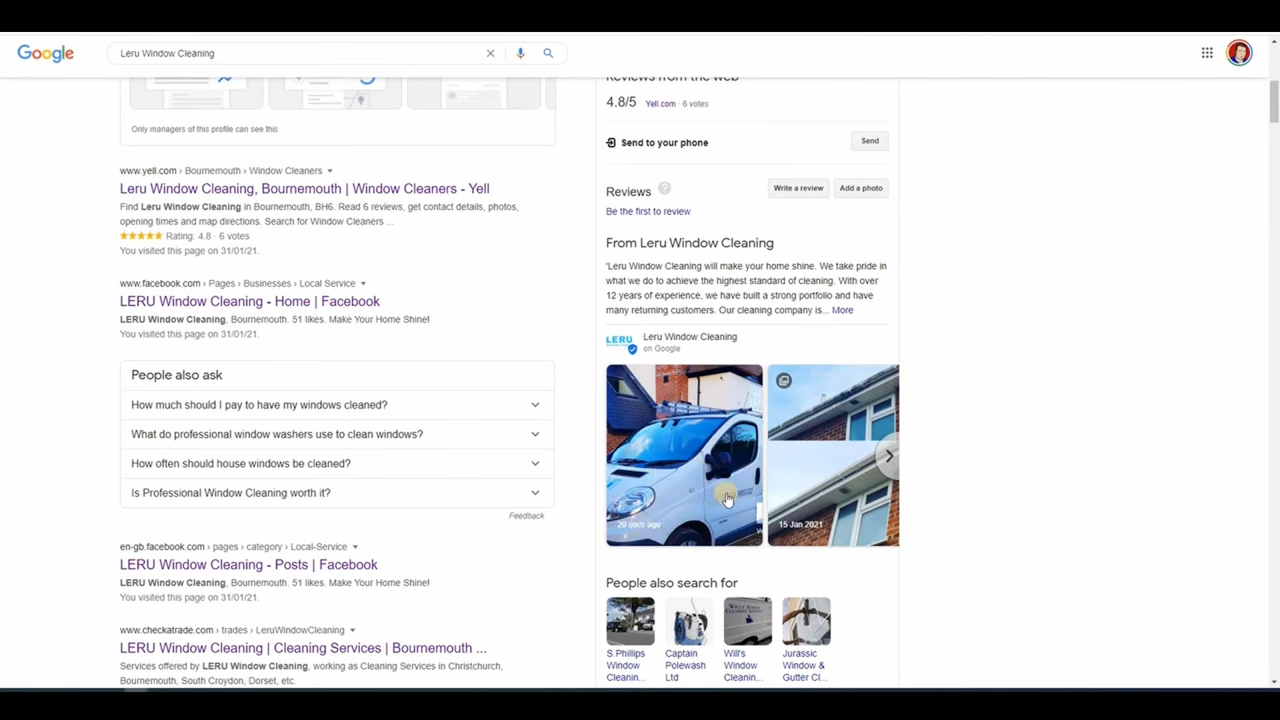 Google
Leru Window Cleaning
Only managers of this profile can see this
www.yell.com › Bournemouth › Window Cleaners
Leru Window Cleaning, Bournemouth | Window Cleaners - Yell
Find Leru Window Cleaning in Bournemouth, BH6. Read 6 reviews, get contact details, photos,
opening times and map directions. Search for Window Cleaners ...
Rating: 4.8 · 6 votes
You visited this page on 31/01/21.
www.facebook.com › Pages › Businesses › Local Service
LERU Window Cleaning - Home | Facebook
LERU Window Cleaning, Bournemouth. 51 likes. Make Your Home Shine!
You visited this page on 31/01/21.
People also ask
How much should I pay to have my windows cleaned?
What do professional window washers use to clean windows?
How often should house windows be cleaned?
Is Professional Window Cleaning worth it?
Feedback
en-gb.facebook.com › pages › category › Local-Service
LERU Window Cleaning - Posts | Facebook
LERU Window Cleaning, Bournemouth. 51 likes. Make Your Home Shine!
You visited this page on 31/01/21.
www.checkatrade.com › trades › LeruWindowCleaning
LERU Window Cleaning | Cleaning Services | Bournemouth ...
Services offered by LERU Window Cleaning, working as Cleaning Services in Christchurch,
Bournemouth, South Croydon, Dorset, etc.
Reviews from the web
4.8/5 Yell.com · 6 votes
Send to your phone
Send
Reviews
Write a review
Add a photo
Be the first to review
From Leru Window Cleaning
'Leru Window Cleaning will make your home shine. We take pride in
what we do to achieve the highest standard of cleaning. With over
12 years of experience, we have built a strong portfolio and have
many returning customers. Our cleaning company is... More
LERU
Leru Window Cleaning
on Google
29 secs ago
15 Jan 2021
People also search for
S.Phillips
Window
Cleanin...
Captain
Polewash
Ltd
Will's
Window
Cleanin...
Jurassic
Window &
Gutter Cl...